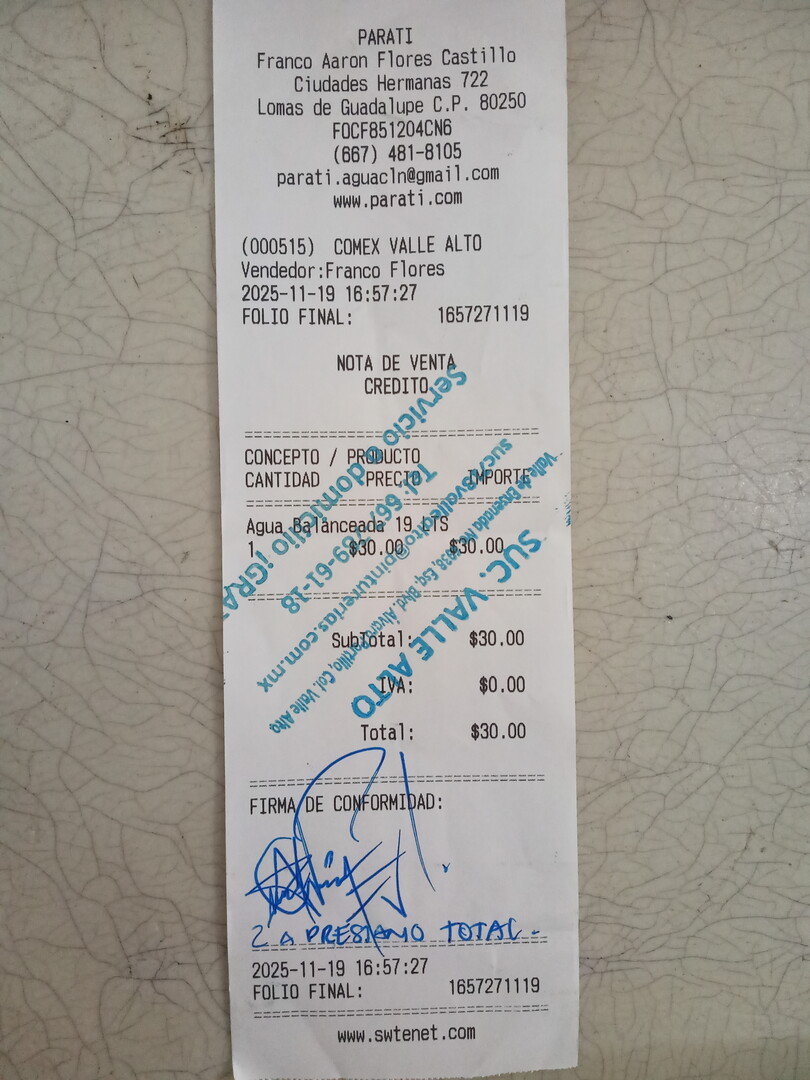 PARATI
Franco Aaron Flores Castillo
Ciudades Hermanas 722
Lomas de Guadalupe C.P. 80250
FOCF851204CN6
(667) 481-8105
parati.aguacln@gmail.com
www.parati.com
(000515) COMEX VALLE ALTO
Vendedor:Franco Flores
2025-11-19 16:57:27
FOLIO FINAL: 1657271119
NOTA DE VENTA
CREDITO
CONCEPTO / PRODUCTO
CANTIDAD PRECIO IMPORTE
Agua Balanceada 19 LTS
1 $30.00 $30.00
SubTotal: $30.00
IVA: $0.00
Total: $30.00
SUC. VALLE ALTO
Col. Valle Alto
Servicio a domicilio ¡GRA
FIRMA DE CONFORMIDAD:
2 A PRESTAMO TOTAL.
2025-11-19 16:57:27
FOLIO FINAL: 1657271119
www.swtenet.com